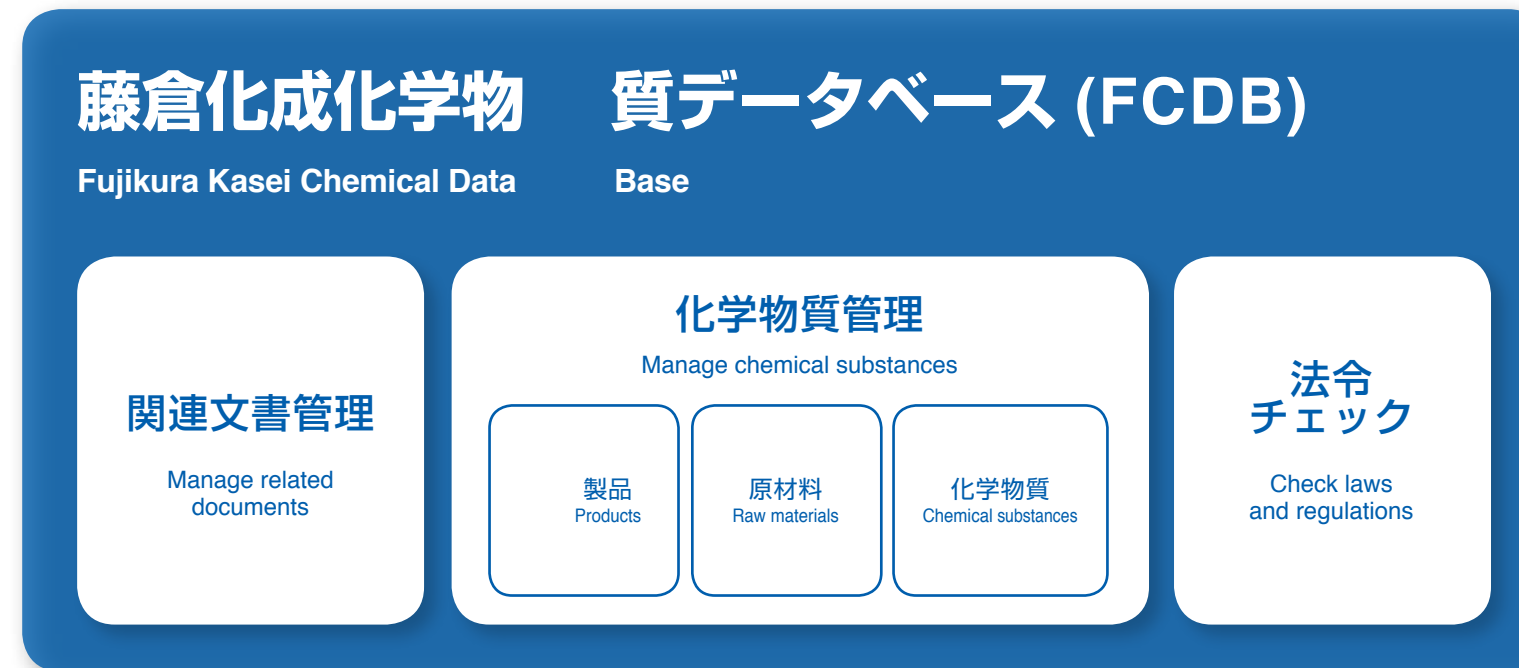 藤倉化成化学物 質データベース (FCDB)
Fujikura Kasei Chemical Data Base
関連文書管理
Manage related
documents
化学物質管理
Manage chemical substances
製品
Products
原材料
Raw materials
化学物質
Chemical substances
法令
チェック
Check laws
and regulations